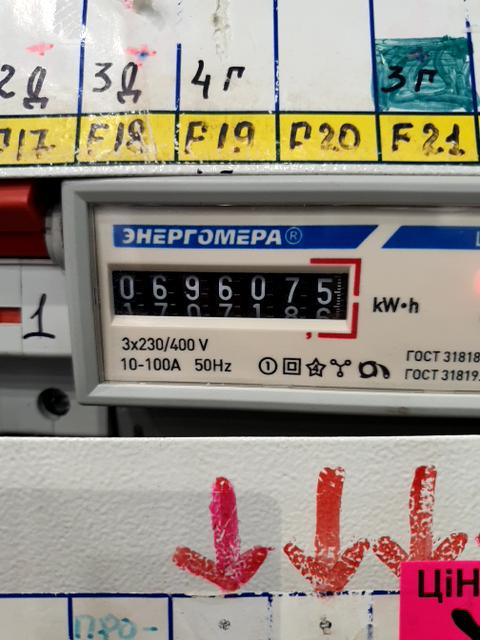 2Д 3Д 4Г 3Г
F17 F18 F19 F20 F21
ЭНЕРГОМЕРА®
0696075
kW•h
1
3x230/400 V
10-100A 50Hz
ГОСТ 31818
ГОСТ 31819.
ЦіН
ПРО-